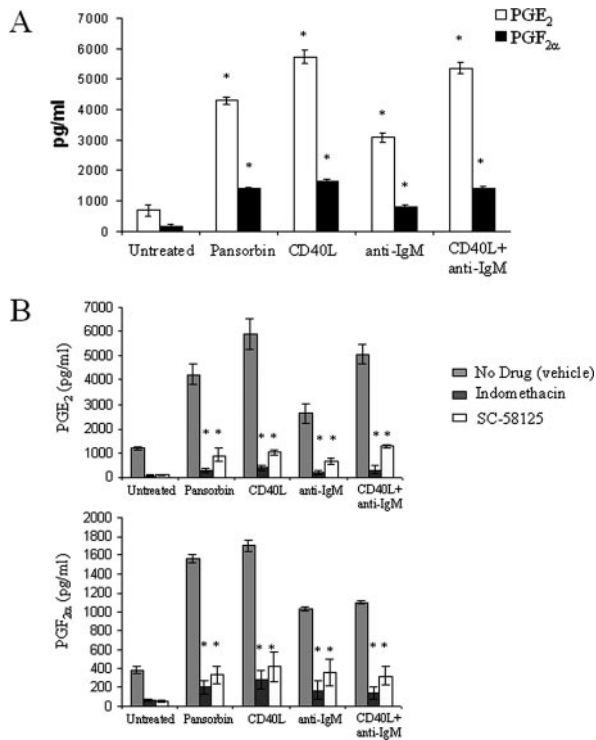 A
PGE2
PGF2α
7000
6000
5000
4000
3000
2000
1000
0
pg/ml
* * * * * * * *
Untreated Pansorbin CD40L anti-IgM CD40L+
anti-IgM
B
7000
6000
5000
4000
3000
2000
1000
0
PGE2 (pg/ml)
* * * * * * * *
Untreated Pansorbin CD40L anti-IgM CD40L+
anti-IgM
No Drug (vehicle)
Indomethacin
SC-58125
2000
1800
1600
1400
1200
1000
800
600
400
200
0
PGF2α (pg/ml)
* * * * * * * *
Untreated Pansorbin CD40L anti-IgM CD40L+
anti-IgM